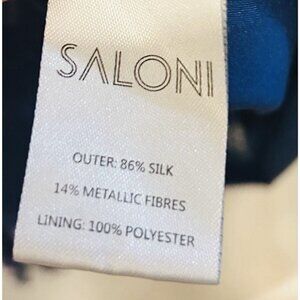 SALONI
OUTER: 86% SILK
14% METALLIC FIBRES
LINING: 100% POLYESTER